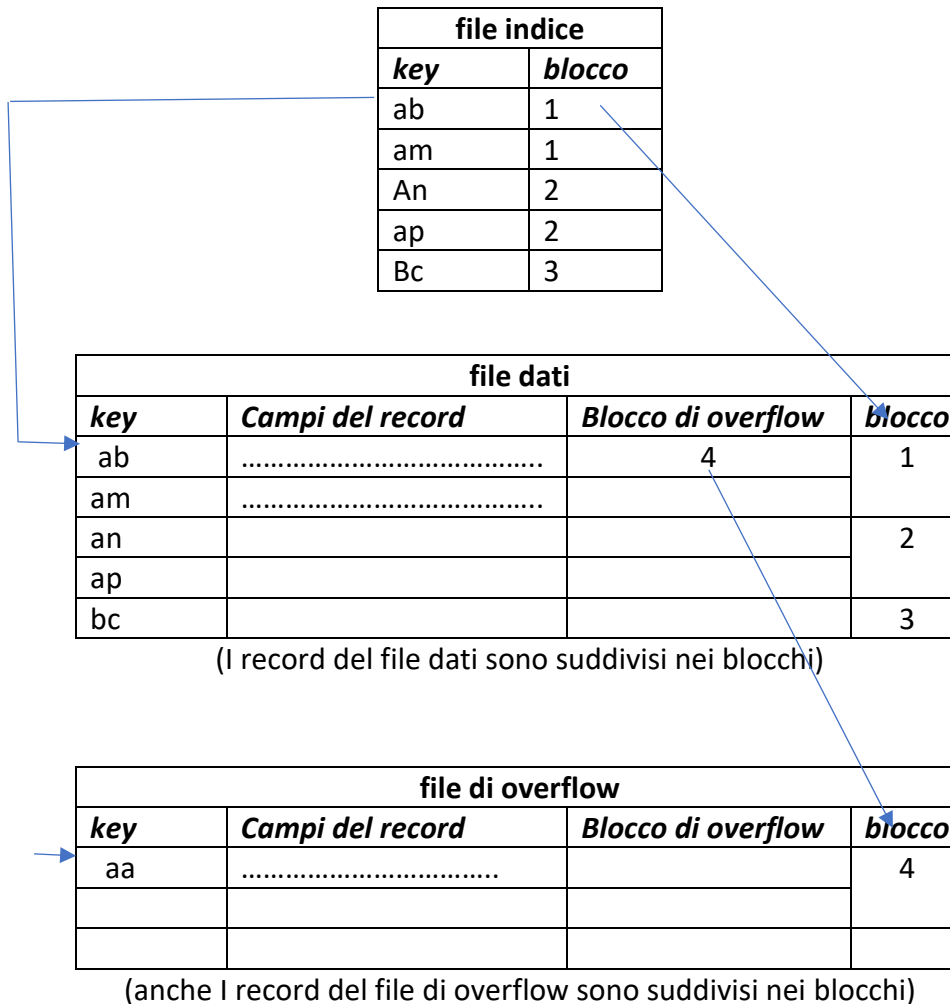 file indice
key blocco
ab 1
am 1
An 2
ap 2
Bc 3
file dati
key Campi del record Blocco di overflow blocco
ab ………………………………….. 4 1
am …………………………………..
an 2
ap
bc 3
(I record del file dati sono suddivisi nei blocchi)
file di overflow
key Campi del record Blocco di overflow blocco
aa …………………………….. 4
(anche I record del file di overflow sono suddivisi nei blocchi)